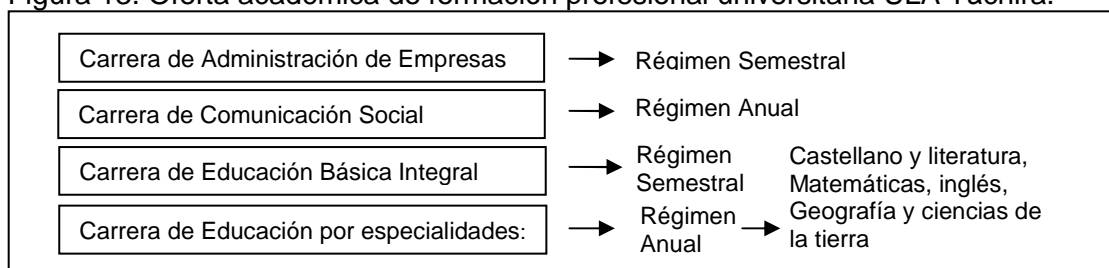 Figura 18. Oferta académica de formación profesional universitaria ULA Táchira.
Carrera de Administración de Empresas
Régimen Semestral
Carrera de Comunicación Social
Régimen Anual
Carrera de Educación Básica Integral
Régimen
Semestral
Carrera de Educación por especialidades:
Régimen
Anual
Castellano y literatura,
Matemáticas, inglés,
Geografía y ciencias de
la tierra